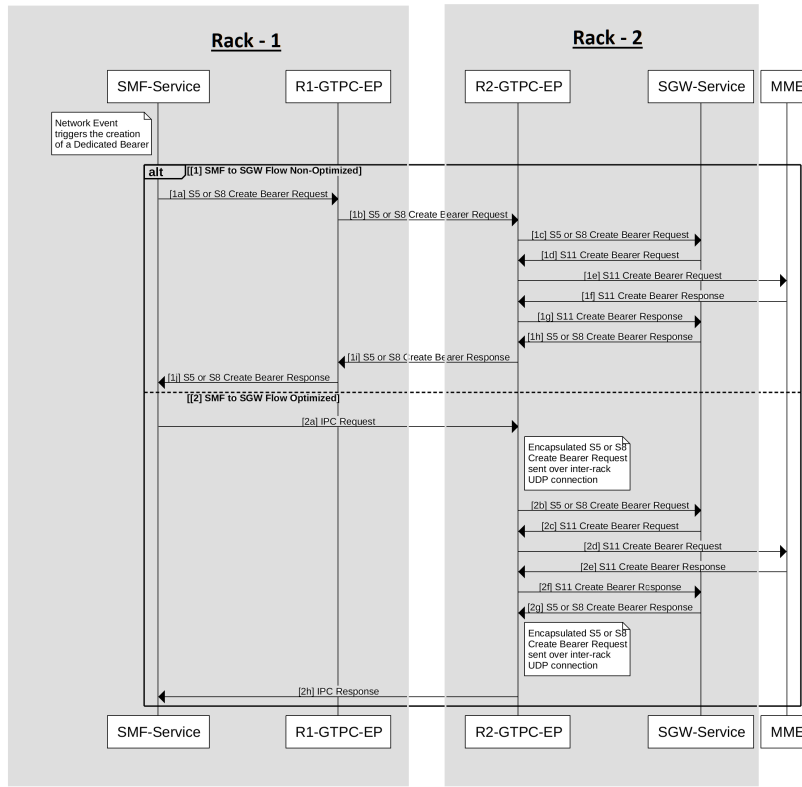 Rack - 1
Rack - 2
SMF-Service
R1-GTPC-EP
R2-GTPC-EP
SGW-Service
MME
Network Event
triggers the creation
of a Dedicated Bearer
alt
[[1] SMF to SGW Flow Non-Optimized]
[1a] S5 or S8 Create Bearer Request
[1b] S5 or S8 Create Bearer Request
[1c] S5 or S8 Create Bearer Request
[1d] S11 Create Bearer Request
[1e] S11 Create Bearer Request
[1f] S11 Create Bearer Response
[1g] S11 Create Bearer Response
[1h] S5 or S8 Create Bearer Response
[1i] S5 or S8 Create Bearer Response
[1j] S5 or S8 Create Bearer Response
[[2] SMF to SGW Flow Optimized]
[2a] IPC Request
Encapsulated S5 or S8
Create Bearer Request
sent over inter-rack
UDP connection
[2b] S5 or S8 Create Bearer Request
[2c] S11 Create Bearer Request
[2d] S11 Create Bearer Request
[2e] S11 Create Bearer Response
[2f] S11 Create Bearer Response
[2g] S5 or S8 Create Bearer Response
Encapsulated S5 or S8
Create Bearer Request
sent over inter-rack
UDP connection
[2h] IPC Response
SMF-Service
R1-GTPC-EP
R2-GTPC-EP
SGW-Service
MME